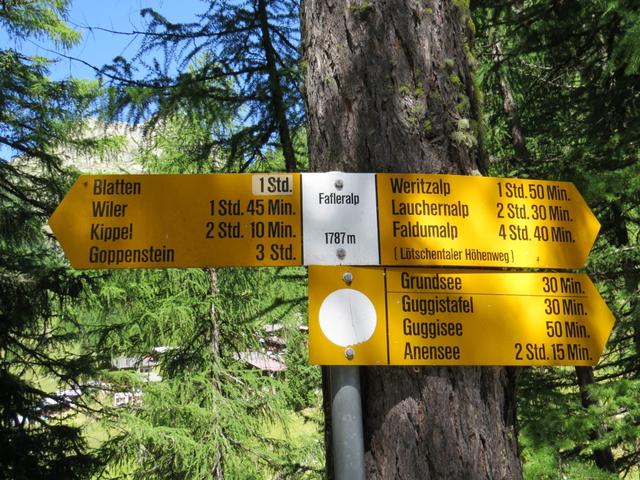 Blatten 1 Std.
Wiler 1 Std. 45 Min.
Kippel 2 Std. 10 Min.
Goppenstein 3 Std.
Fafleralp
1787 m
Weritzalp 1 Std. 50 Min.
Lauchernalp 2 Std. 30 Min.
Faldumalp 4 Std. 40 Min.
( Lötschentaler Höhenweg )
Grundsee 30 Min.
Guggistafel 30 Min.
Guggisee 50 Min.
Anensee 2 Std. 15 Min.